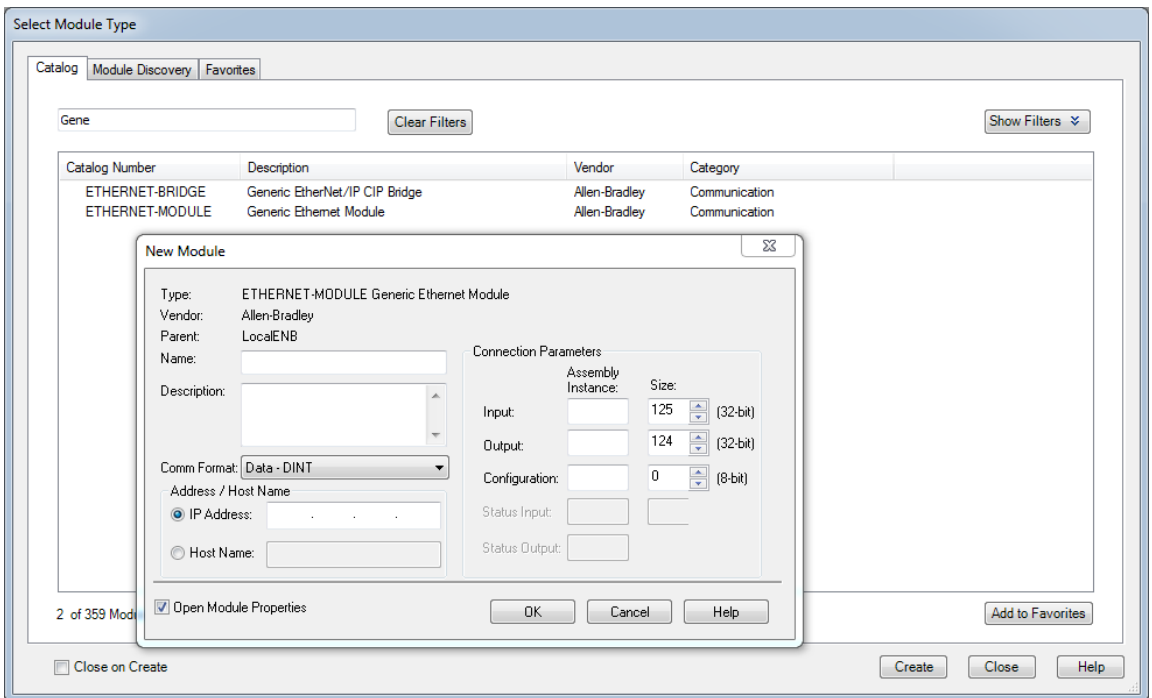 Select Module Type
Catalog Module Discovery Favorites
Gene Clear Filters Show Filters
Catalog Number Description Vendor Category
ETHERNET-BRIDGE Generic EtherNet/IP CIP Bridge Allen-Bradley Communication
ETHERNET-MODULE Generic Ethernet Module Allen-Bradley Communication
New Module
Type: ETHERNET-MODULE Generic Ethernet Module
Vendor: Allen-Bradley
Parent: LocalENB
Name:
Description:
Comm Format: Data - DINT
Address / Host Name
IP Address: . . .
Host Name:
Connection Parameters
Assembly
Instance: Size:
Input: 125 (32-bit)
Output: 124 (32-bit)
Configuration: 0 (8-bit)
Status Input:
Status Output:
Open Module Properties OK Cancel Help
2 of 359 Add to Favorites
Close on Create Create Close Help